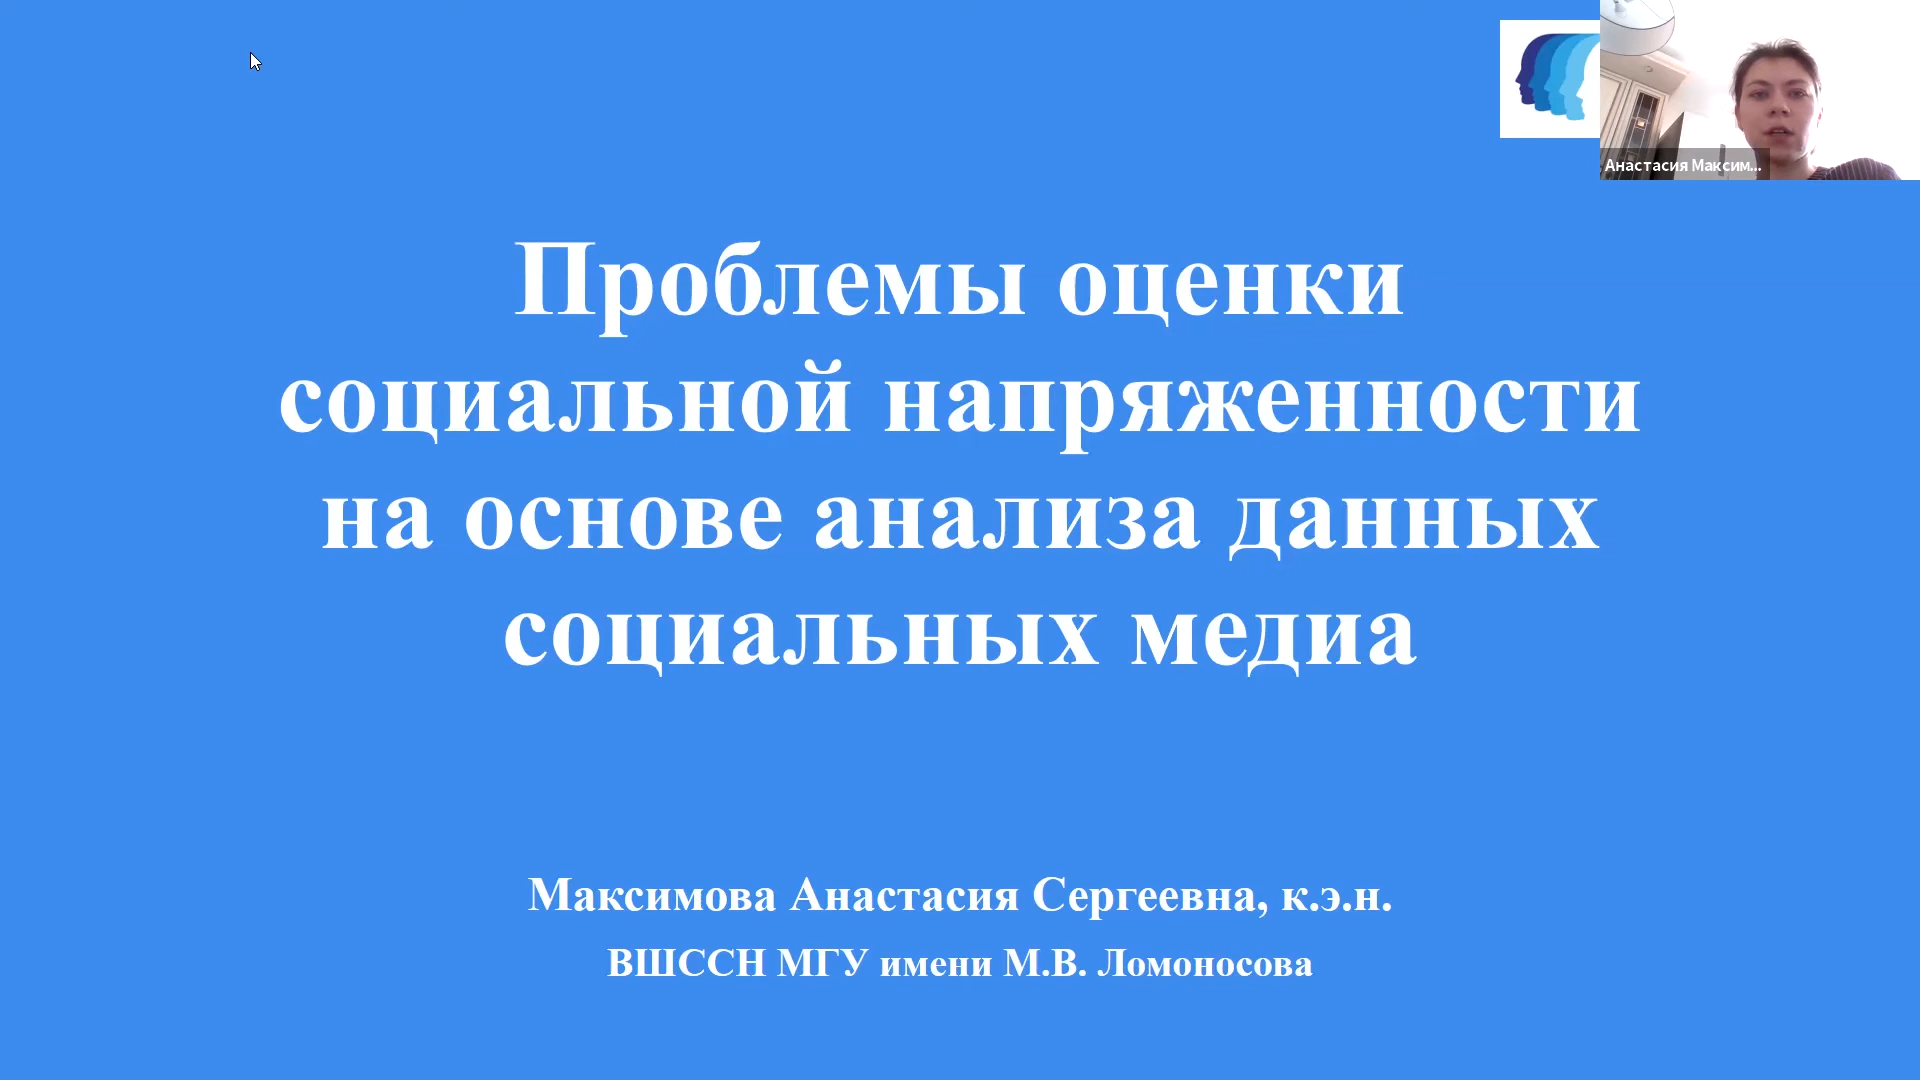 Анастасия Максим...
Проблемы оценки
социальной напряженности
на основе анализа данных
социальных медиа
Максимова Анастасия Сергеевна, к.э.н.
ВШССН МГУ имени М.В. Ломоносова